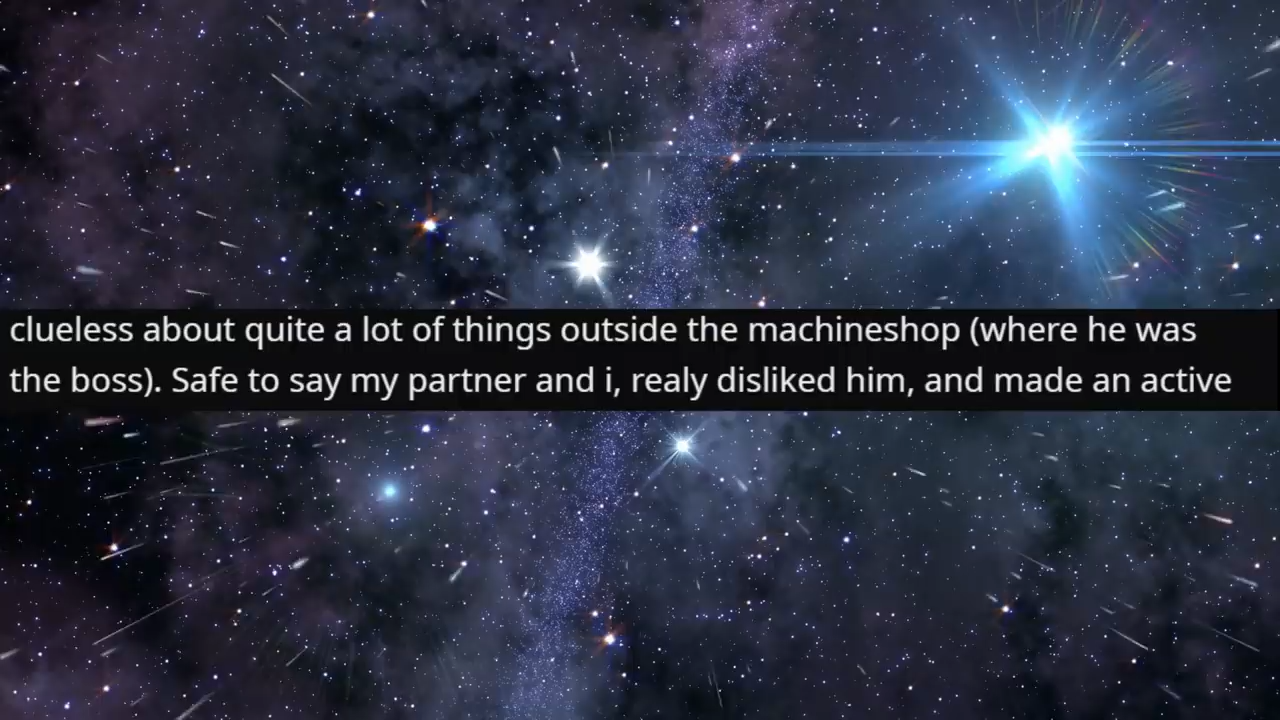 clueless about quite a lot of things outside the machineshop (where he was
the boss). Safe to say my partner and i, realy disliked him, and made an active